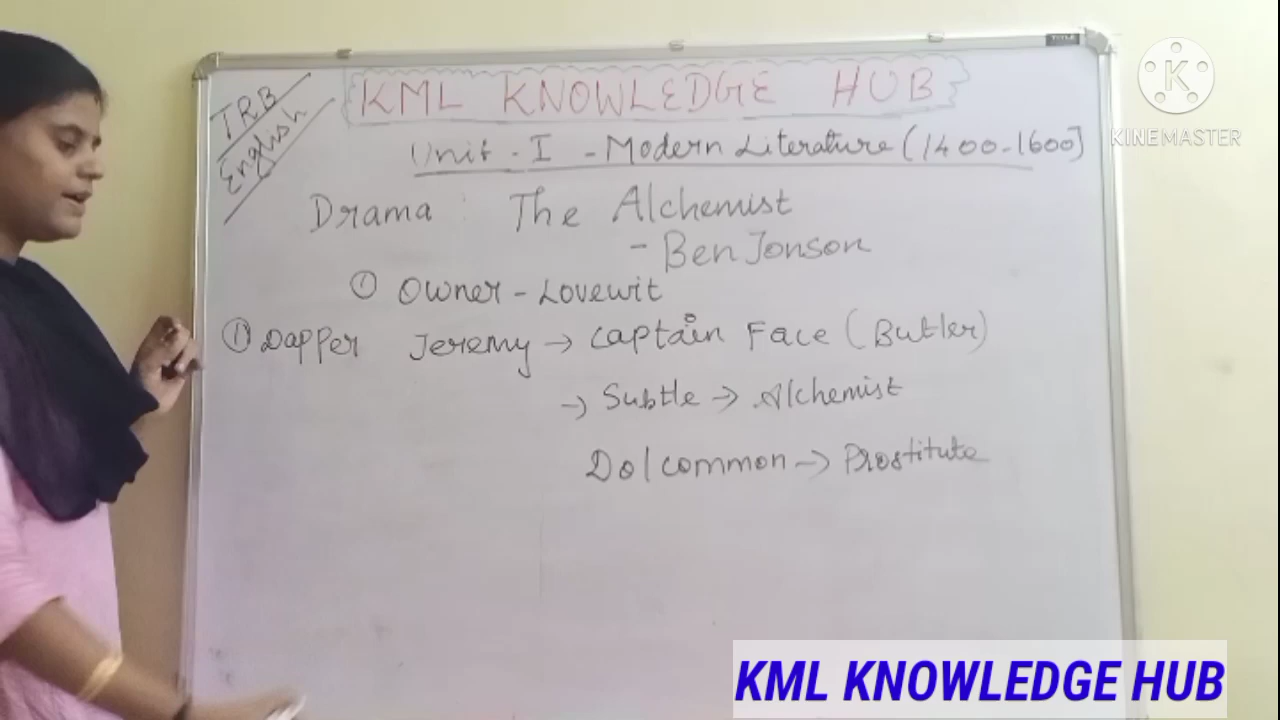 TRB
English
KML KNOWLEDGE HUB
Unit - I - Modern Literature (1400-1600]
Drama : The Alchemist
- Ben Jonson
① Owner - Lovewit
① Dapper Jeremy → Captain Face (Butler)
→ Subtle → Alchemist
Dol common → Prostitute
TITLE
K
KINEMASTER
KML KNOWLEDGE HUB